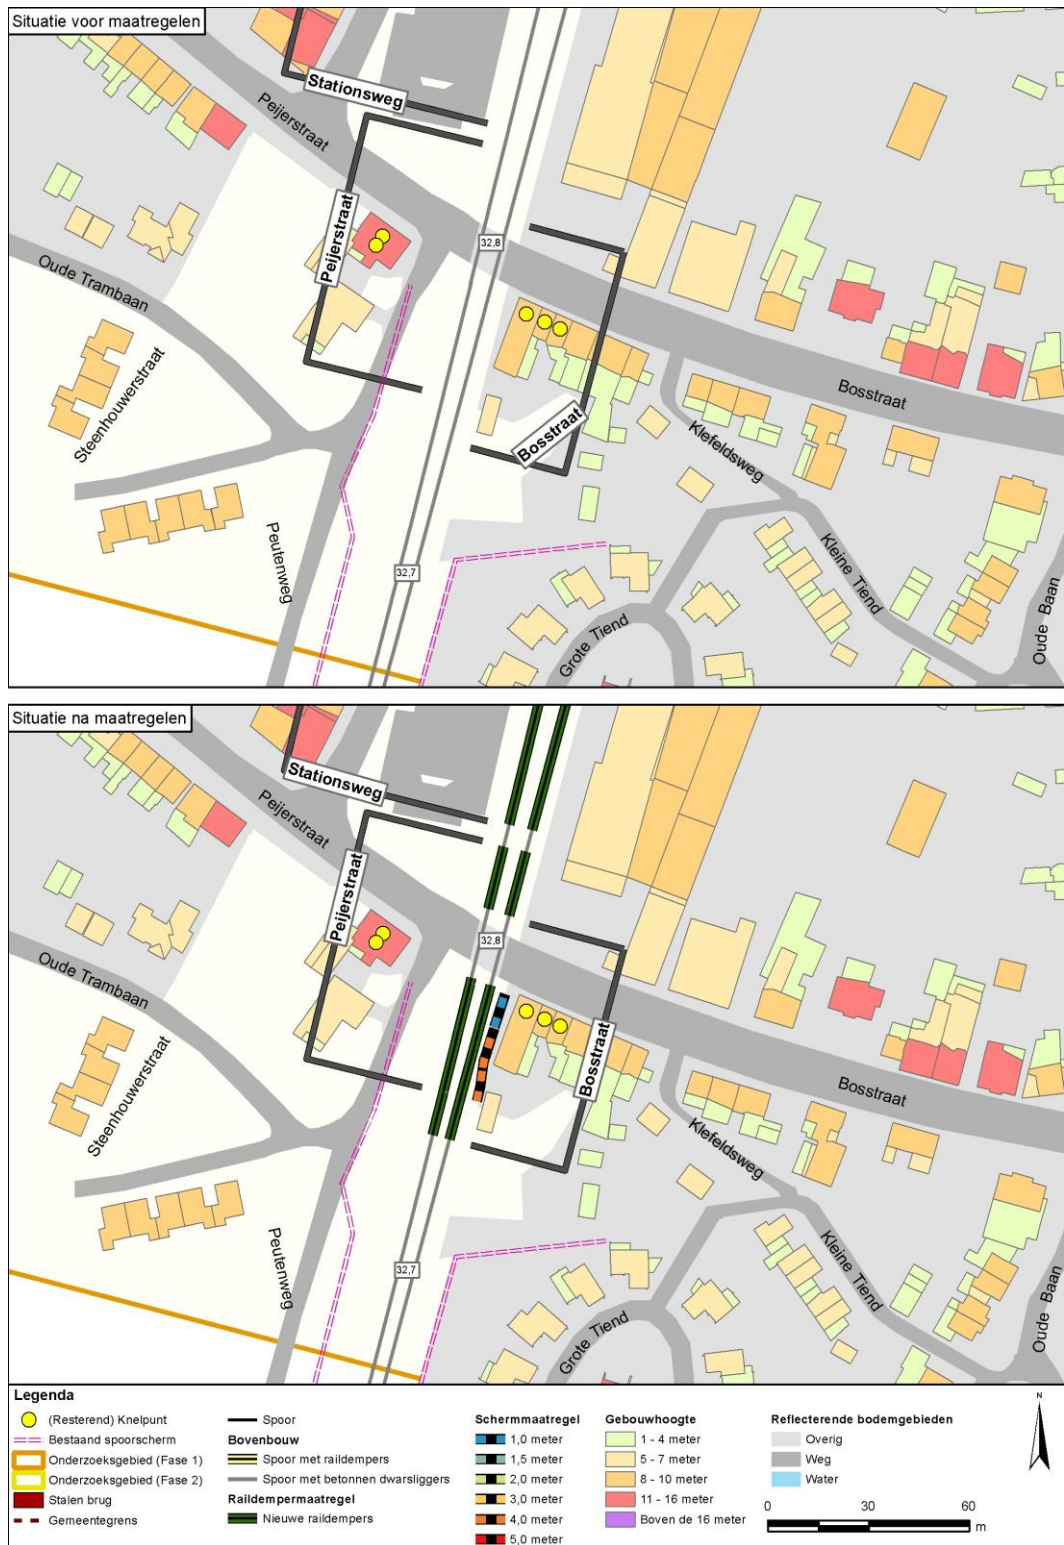 Situatie voor maatregelen
Stationsweg
Peijerstraat
Peijerstraat
32,8
Oude Trambaan
Steenhouwerstraat
Bosstraat
Bosstraat
Klefeldsweg
Peutenweg
32,7
Kleine Tiend
Grote Tiend
Oude Baan
Situatie na maatregelen
Stationsweg
Peijerstraat
Peijerstraat
32,8
Oude Trambaan
Steenhouwerstraat
Bosstraat
Bosstraat
Klefeldsweg
Peutenweg
32,7
Kleine Tiend
Grote Tiend
Oude Baan
Legenda
(Resterend) Knelpunt
Bestaand spoorscherm
Onderzoeksgebied (Fase 1)
Onderzoeksgebied (Fase 2)
Stalen brug
Gemeentegrens
Spoor
Bovenbouw
Spoor met raildempers
Spoor met betonnen dwarsliggers
Raildempermaatregel
Nieuwe raildempers
Schermmaatregel
1,0 meter
1,5 meter
2,0 meter
3,0 meter
4,0 meter
5,0 meter
Gebouwhoogte
1 - 4 meter
5 - 7 meter
8 - 10 meter
11 - 16 meter
Boven de 16 meter
Reflecterende bodemgebieden
Overig
Weg
Water
N
0 30 60
m